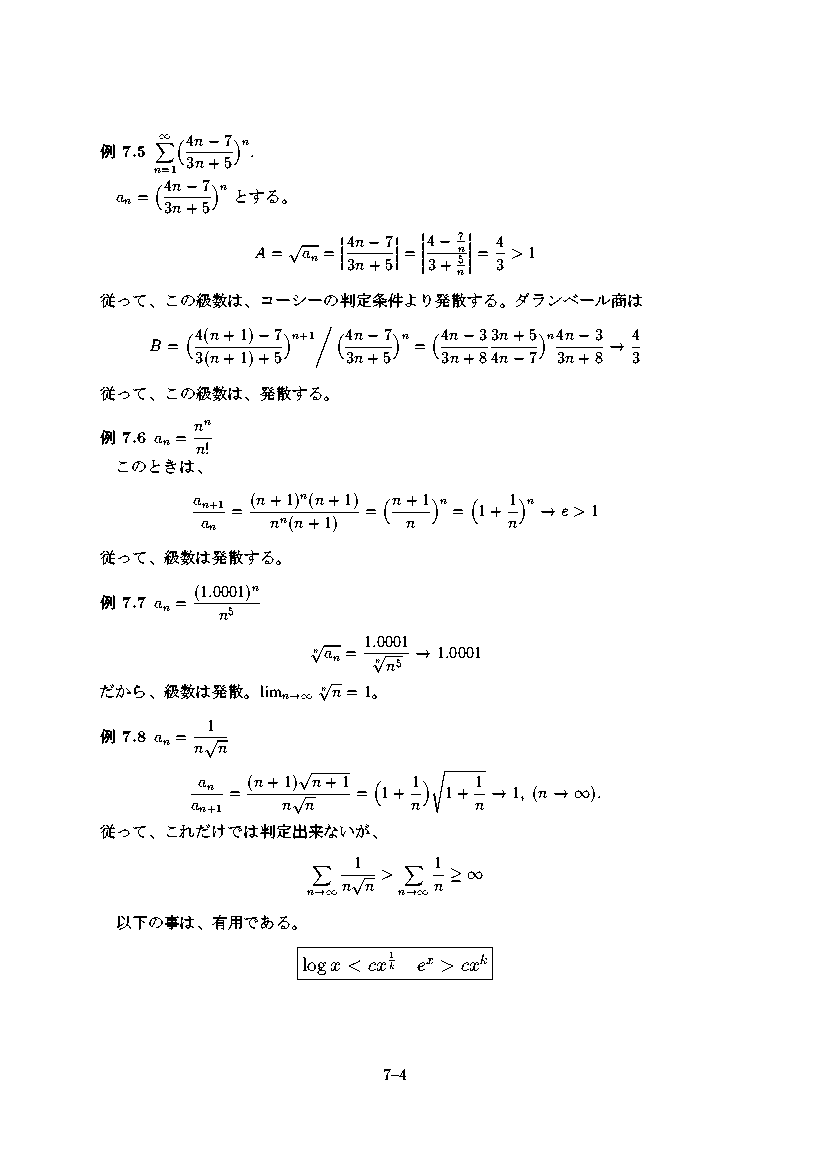 例 7.5 $\sum_{n=1}^{\infty}\left(\frac{4n-7}{3n+5}\right)^n$.
$a_n = \left(\frac{4n-7}{3n+5}\right)^n$ とする。
$A = \sqrt{a_n} = \left|\frac{4n-7}{3n+5}\right| = \left|\frac{4-\frac{7}{n}}{3+\frac{5}{n}}\right| = \frac{4}{3} > 1$
従って、この級数は、コーシーの判定条件より発散する。ダランベール商は
$B = \left(\frac{4(n+1)-7}{3(n+1)+5}\right)^{n+1} \Big/ \left(\frac{4n-7}{3n+5}\right)^n = \left(\frac{4n-3}{3n+8}\frac{3n+5}{4n-7}\right)^n \frac{4n-3}{3n+8} \to \frac{4}{3}$
従って、この級数は、発散する。
例 7.6 $a_n = \frac{n^n}{n!}$
このときは、
$\frac{a_{n+1}}{a_n} = \frac{(n+1)^n(n+1)}{n^n(n+1)} = \left(\frac{n+1}{n}\right)^n = \left(1+\frac{1}{n}\right)^n \to e > 1$
従って、級数は発散する。
例 7.7 $a_n = \frac{(1.0001)^n}{n^5}$
$\sqrt[n]{a_n} = \frac{1.0001}{\sqrt[n]{n^5}} \to 1.0001$
だから、級数は発散。$\lim_{n\to\infty} \sqrt[n]{n} = 1$。
例 7.8 $a_n = \frac{1}{n\sqrt{n}}$
$\frac{a_n}{a_{n+1}} = \frac{(n+1)\sqrt{n+1}}{n\sqrt{n}} = \left(1+\frac{1}{n}\right)\sqrt{1+\frac{1}{n}} \to 1,\ (n\to\infty).$
従って、これだけでは判定出来ないが、
$\sum_{n\to\infty} \frac{1}{n\sqrt{n}} > \sum_{n\to\infty} \frac{1}{n} \geq \infty$
以下の事は、有用である。
$\log x < cx^{\frac{1}{k}} \quad e^x > cx^k$
7–4